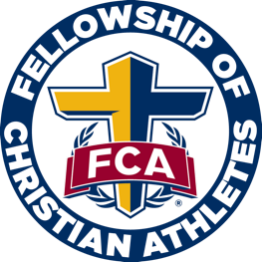 FELLOWSHIP OF
CHRISTIAN ATHLETES
FCA
®